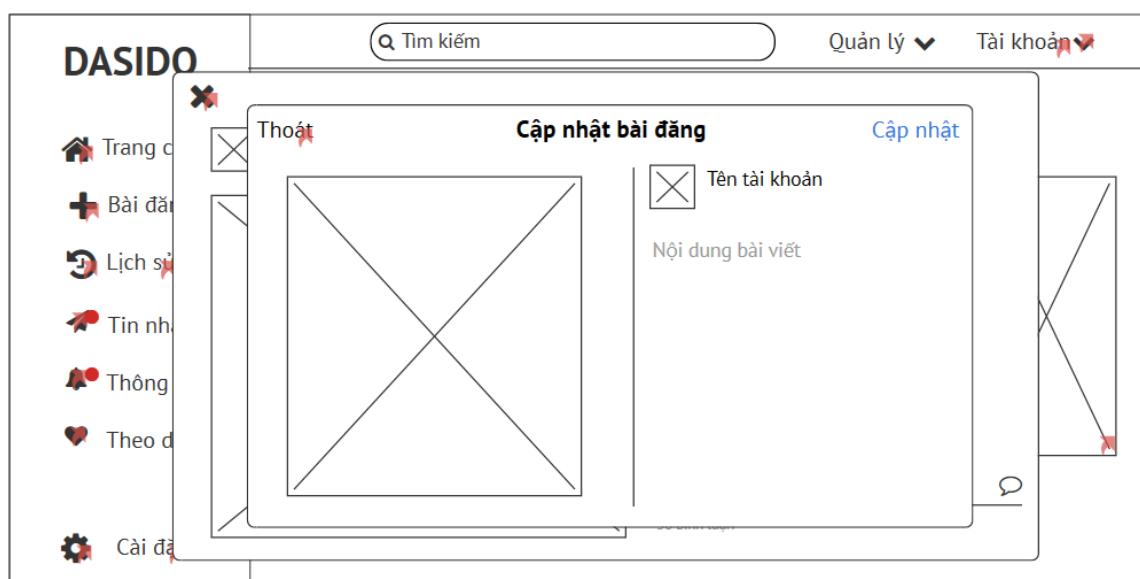 DASIDO
Tìm kiếm
Quản lý
Tài khoản
Thoát
Cập nhật bài đăng
Cập nhật
Trang c
Bài đăn
Lịch sử
Tin nhắ
Thông
Theo d
Cài đặ
Tên tài khoản
Nội dung bài viết